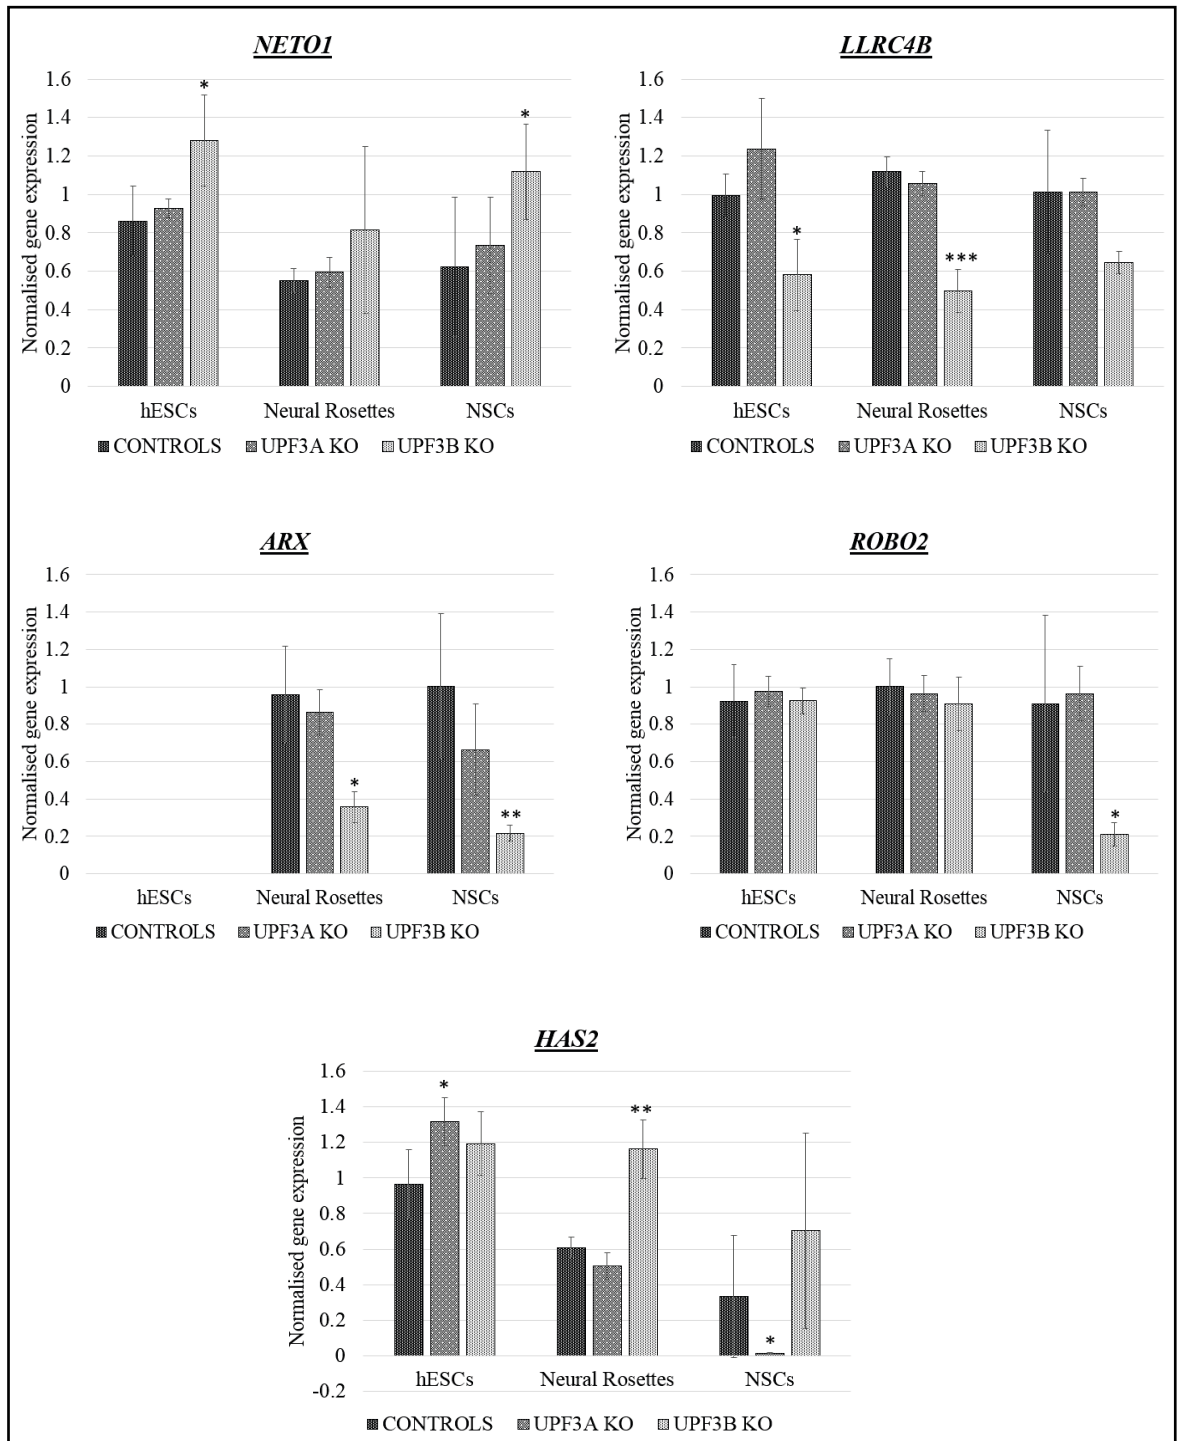 NETO1
1.6
1.4
1.2
1
0.8
0.6
0.4
0.2
0
Normalised gene expression
*
*
hESCs
Neural Rosettes
NSCs
CONTROLS UPF3A KO UPF3B KO
LLRC4B
1.6
1.4
1.2
1
0.8
0.6
0.4
0.2
0
Normalised gene expression
*
***
hESCs
Neural Rosettes
NSCs
CONTROLS UPF3A KO UPF3B KO
ARX
1.6
1.4
1.2
1
0.8
0.6
0.4
0.2
0
Normalised gene expression
*
**
hESCs
Neural Rosettes
NSCs
CONTROLS UPF3A KO UPF3B KO
ROBO2
1.6
1.4
1.2
1
0.8
0.6
0.4
0.2
0
Normalised gene expression
*
hESCs
Neural Rosettes
NSCs
CONTROLS UPF3A KO UPF3B KO
HAS2
1.6
1.4
1.2
1
0.8
0.6
0.4
0.2
0
-0.2
Normalised gene expression
*
**
*
hESCs
Neural Rosettes
NSCs
CONTROLS UPF3A KO UPF3B KO